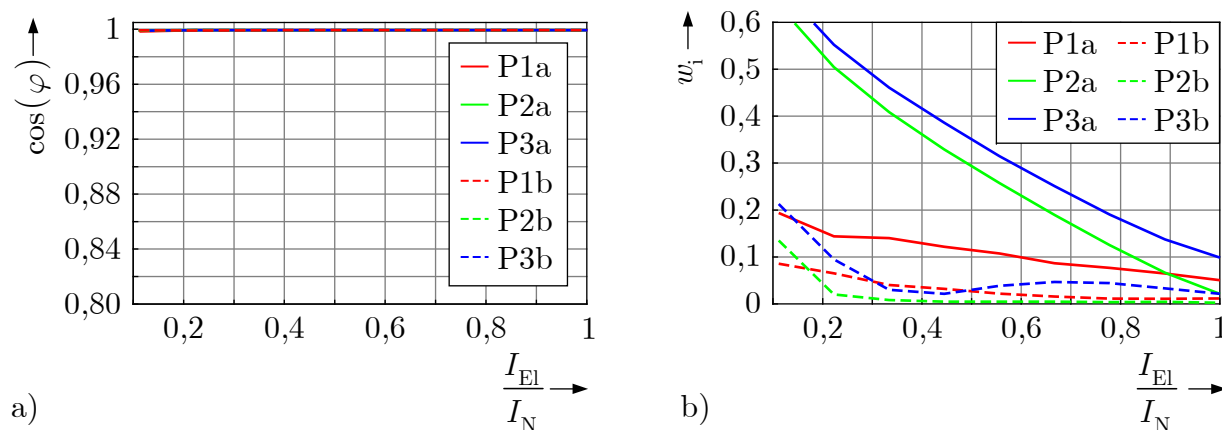 cos(φ)
1
0,96
0,92
0,88
0,84
0,80
0,2
0,4
0,6
0,8
1
P1a
P2a
P3a
P1b
P2b
P3b
I_El
I_N
a)
w_i
0,6
0,5
0,4
0,3
0,2
0,1
0
0,2
0,4
0,6
0,8
1
P1a P1b
P2a P2b
P3a P3b
I_El
I_N
b)